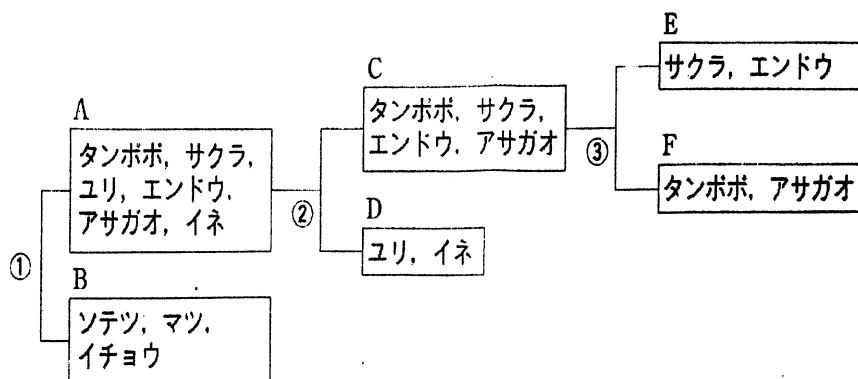 A
タンポポ, サクラ,
ユリ, エンドウ,
アサガオ, イネ
①
B
ソテツ, マツ,
イチョウ
②
C
タンポポ, サクラ,
エンドウ, アサガオ
D
ユリ, イネ
③
E
サクラ, エンドウ
F
タンポポ, アサガオ